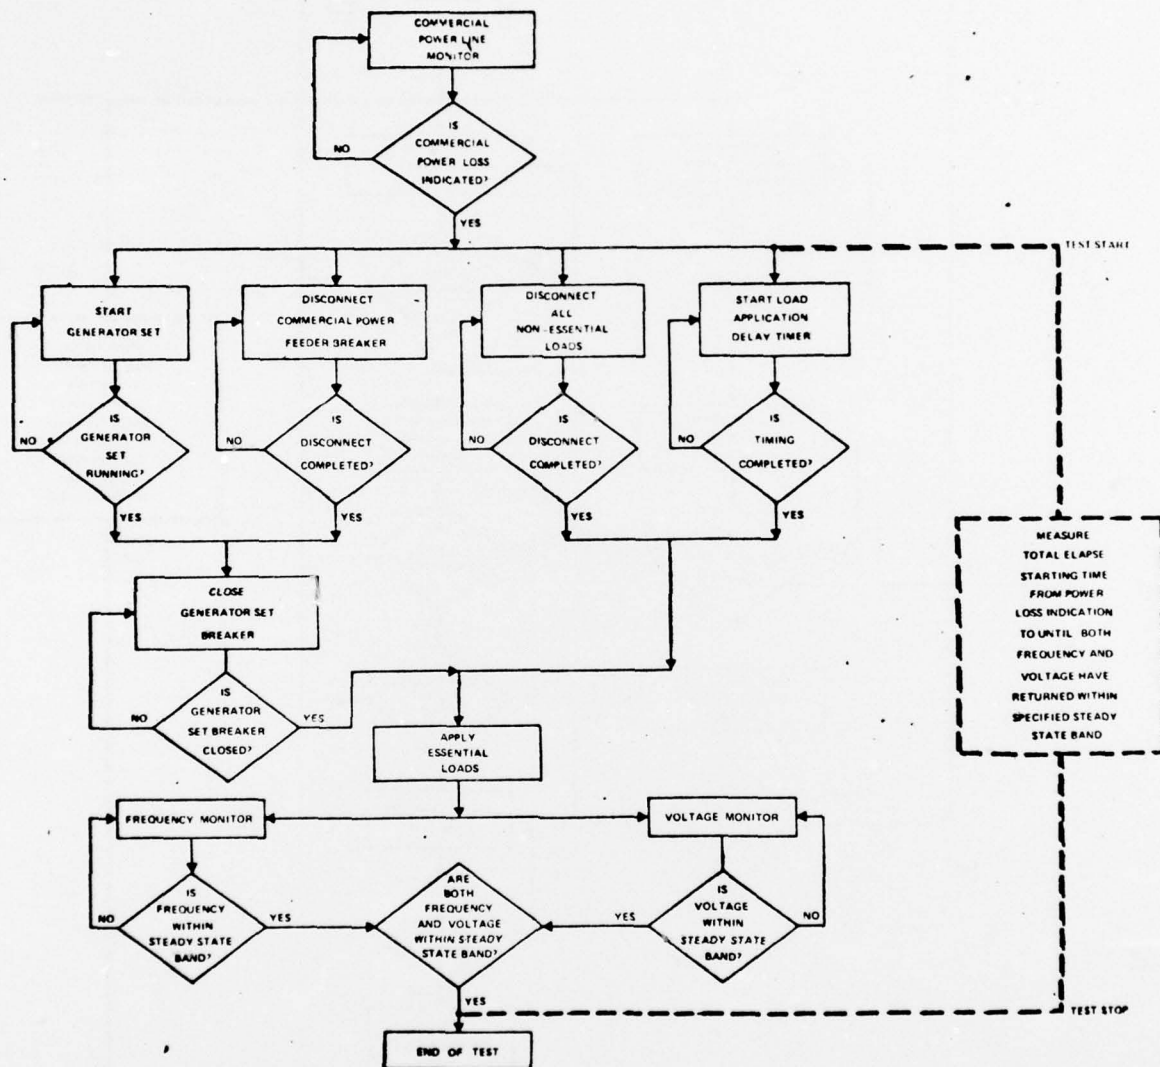 COMMERCIAL
POWER LINE
MONITOR
IS
COMMERCIAL
POWER LOSS
INDICATED?
NO
YES
TEST START
START
GENERATOR SET
DISCONNECT
COMMERCIAL POWER
FEEDER BREAKER
DISCONNECT
ALL
NON-ESSENTIAL
LOADS
START LOAD
APPLICATION
DELAY TIMER
IS
GENERATOR
SET
RUNNING?
NO
YES
IS
DISCONNECT
COMPLETED?
NO
YES
IS
DISCONNECT
COMPLETED?
NO
YES
IS
TIMING
COMPLETED?
NO
YES
MEASURE
TOTAL ELAPSE
STARTING TIME
FROM POWER
LOSS INDICATION
TO UNTIL BOTH
FREQUENCY AND
VOLTAGE HAVE
RETURNED WITHIN
SPECIFIED STEADY
STATE BAND
CLOSE
GENERATOR SET
BREAKER
IS
GENERATOR
SET BREAKER
CLOSED?
NO
YES
APPLY
ESSENTIAL
LOADS
FREQUENCY MONITOR
VOLTAGE MONITOR
IS
FREQUENCY
WITHIN
STEADY STATE
BAND?
NO
YES
ARE
BOTH
FREQUENCY
AND VOLTAGE
WITHIN STEADY
STATE BAND?
YES
IS
VOLTAGE
WITHIN
STEADY STATE
BAND?
YES
NO
TEST STOP
END OF TEST